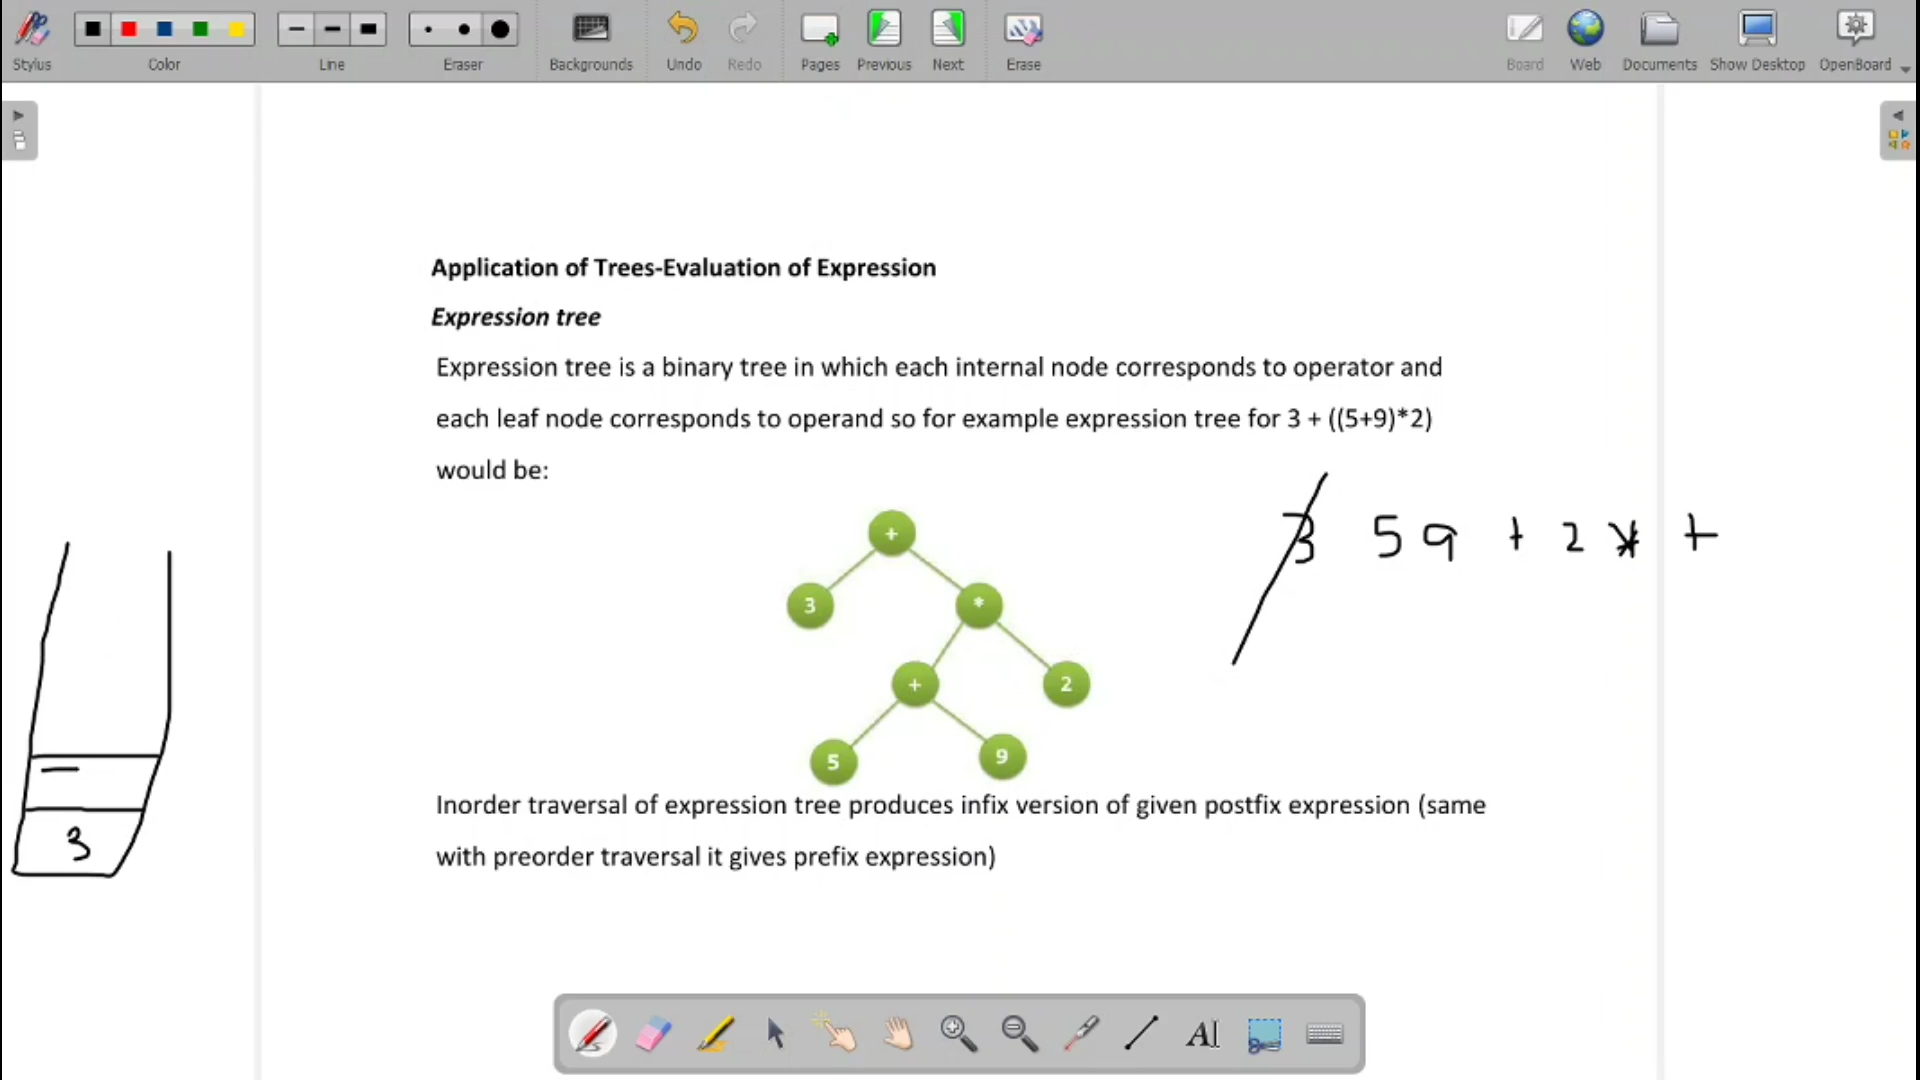 Stylus Color Line Eraser Backgrounds Undo Redo Pages Previous Next Erase Board Web Documents Show Desktop OpenBoard
Application of Trees-Evaluation of Expression
Expression tree
Expression tree is a binary tree in which each internal node corresponds to operator and
each leaf node corresponds to operand so for example expression tree for 3 + ((5+9)*2)
would be:
+
3 *
+ 2
5 9
3 5 9 + 2 * +
3
Inorder traversal of expression tree produces infix version of given postfix expression (same
with preorder traversal it gives prefix expression)
AI